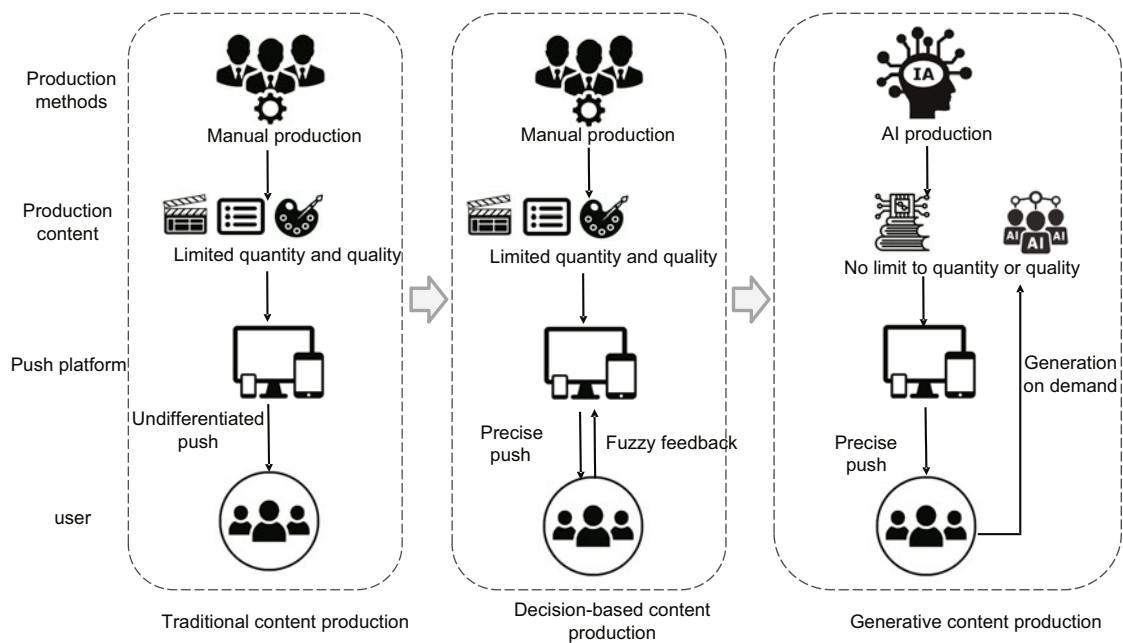 Production
methods
IA
Manual production
Manual production
AI production
Production
content
AI
AI
AI
Limited quantity and quality
Limited quantity and quality
No limit to quantity or quality
Push platform
Generation
on demand
Undifferentiated
push
Precise
push
Fuzzy feedback
Precise
push
user
Traditional content production
Decision-based content
production
Generative content production